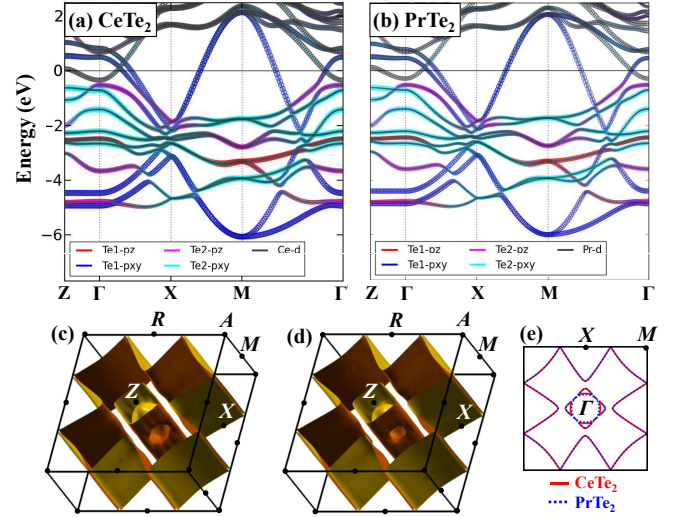 (a) CeTe2
(b) PrTe2
Energy (eV)
2
0
−2
−4
−6
Te1-pz Te2-pz Ce-d
Te1-pxy Te2-pxy
Te1-pz Te2-pz Pr-d
Te1-pxy Te2-pxy
Z Γ X M Γ
Z Γ X M Γ
(c) R A M Z X
(d) R A M Z X
(e) X M
Γ
CeTe2
PrTe2